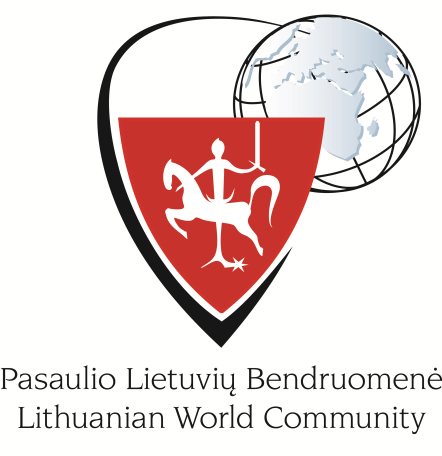 Pasaulio Lietuvių Bendruomenė
Lithuanian World Community